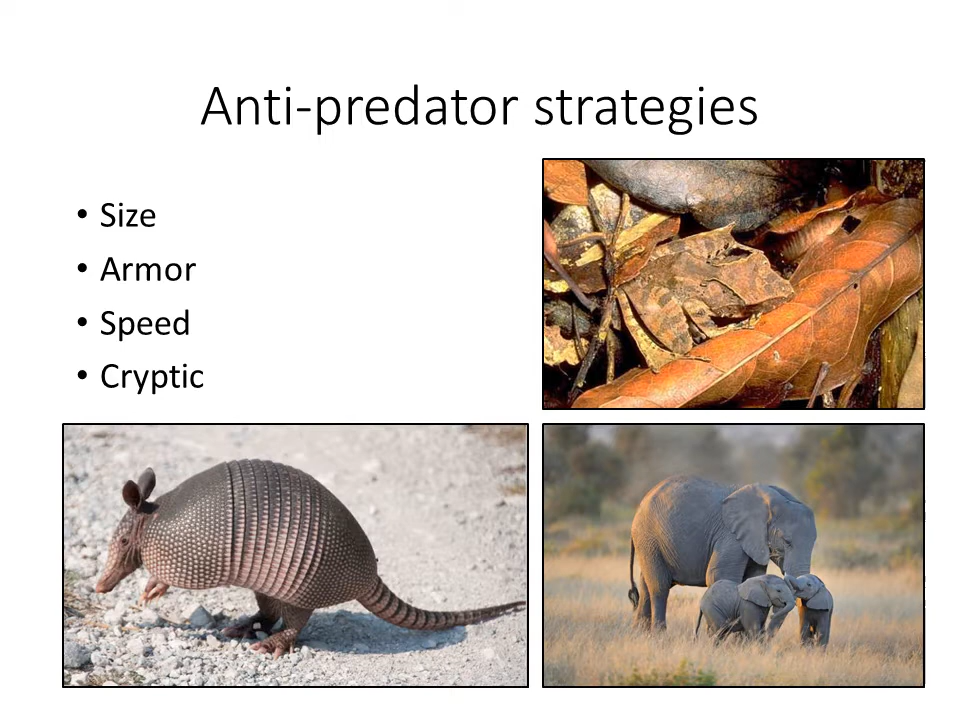 Anti-predator strategies
• Size
• Armor
• Speed
• Cryptic